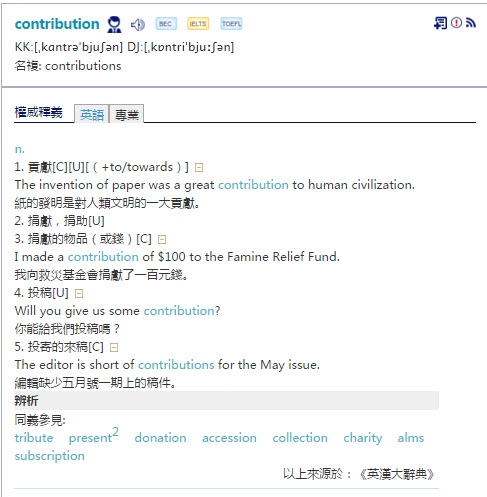 contribution BEC IELTS TOEFL
KK:[ˌkɑntrəˈbjuʃən] DJ:[ˌkɒntriˈbjuːʃən]
名複: contributions
權威釋義 英語 專業
n.
1. 貢獻[C][U][（+to/towards）]
The invention of paper was a great contribution to human civilization.
紙的發明是對人類文明的一大貢獻。
2. 捐獻，捐助[U]
3. 捐獻的物品（或錢）[C]
I made a contribution of $100 to the Famine Relief Fund.
我向救災基金會捐獻了一百元錢。
4. 投稿[U]
Will you give us some contribution?
你能給我們投稿嗎？
5. 投寄的來稿[C]
The editor is short of contributions for the May issue.
編輯缺少五月號一期上的稿件。
辨析
同義參見:
tribute present2 donation accession collection charity alms
subscription
以上來源於：《英漢大辭典》